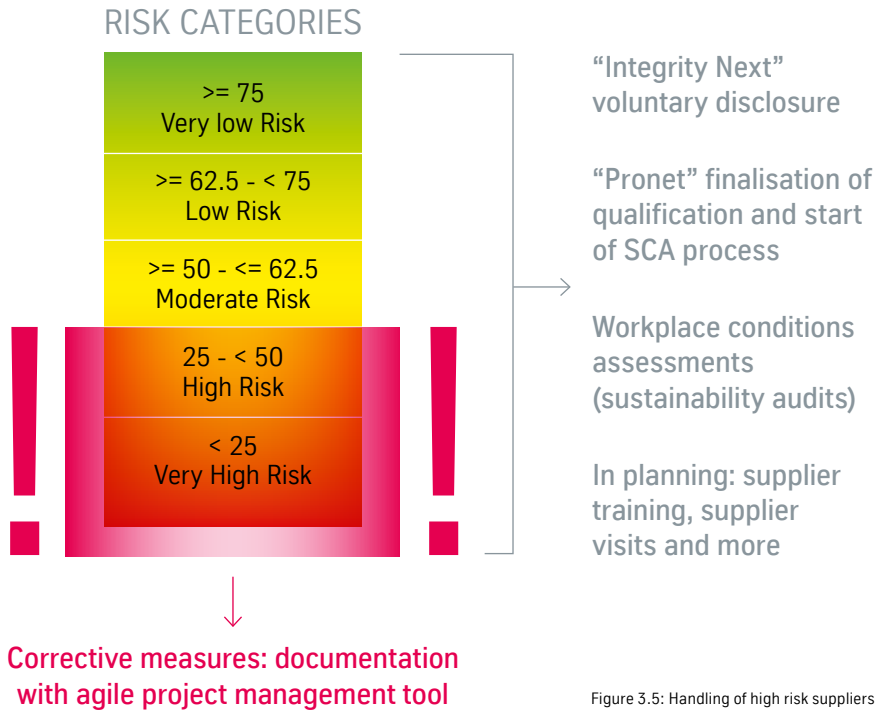 RISK CATEGORIES
>= 75
Very low Risk
>= 62.5 - < 75
Low Risk
>= 50 - <= 62.5
Moderate Risk
25 - < 50
High Risk
< 25
Very High Risk
!
!
“Integrity Next”
voluntary disclosure
“Pronet” finalisation of
qualification and start
of SCA process
Workplace conditions
assessments
(sustainability audits)
In planning: supplier
training, supplier
visits and more
Corrective measures: documentation
with agile project management tool
Figure 3.5: Handling of high risk suppliers